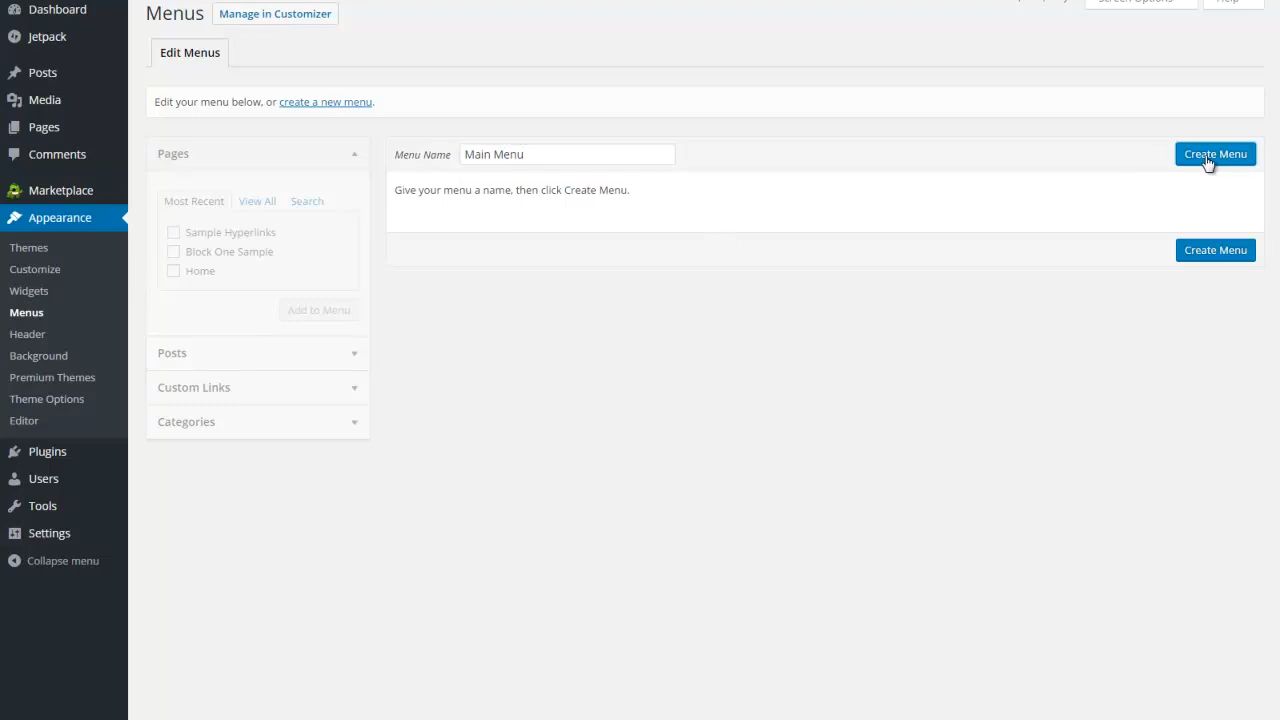 Dashboard
Jetpack
Posts
Media
Pages
Comments
Marketplace
Appearance
Themes
Customize
Widgets
Menus
Header
Background
Premium Themes
Theme Options
Editor
Plugins
Users
Tools
Settings
Collapse menu
Menus Manage in Customizer
Screen Options Help
Edit Menus
Edit your menu below, or create a new menu.
Pages
Most Recent View All Search
Sample Hyperlinks
Block One Sample
Home
Add to Menu
Posts
Custom Links
Categories
Menu Name Main Menu Create Menu
Give your menu a name, then click Create Menu.
Create Menu